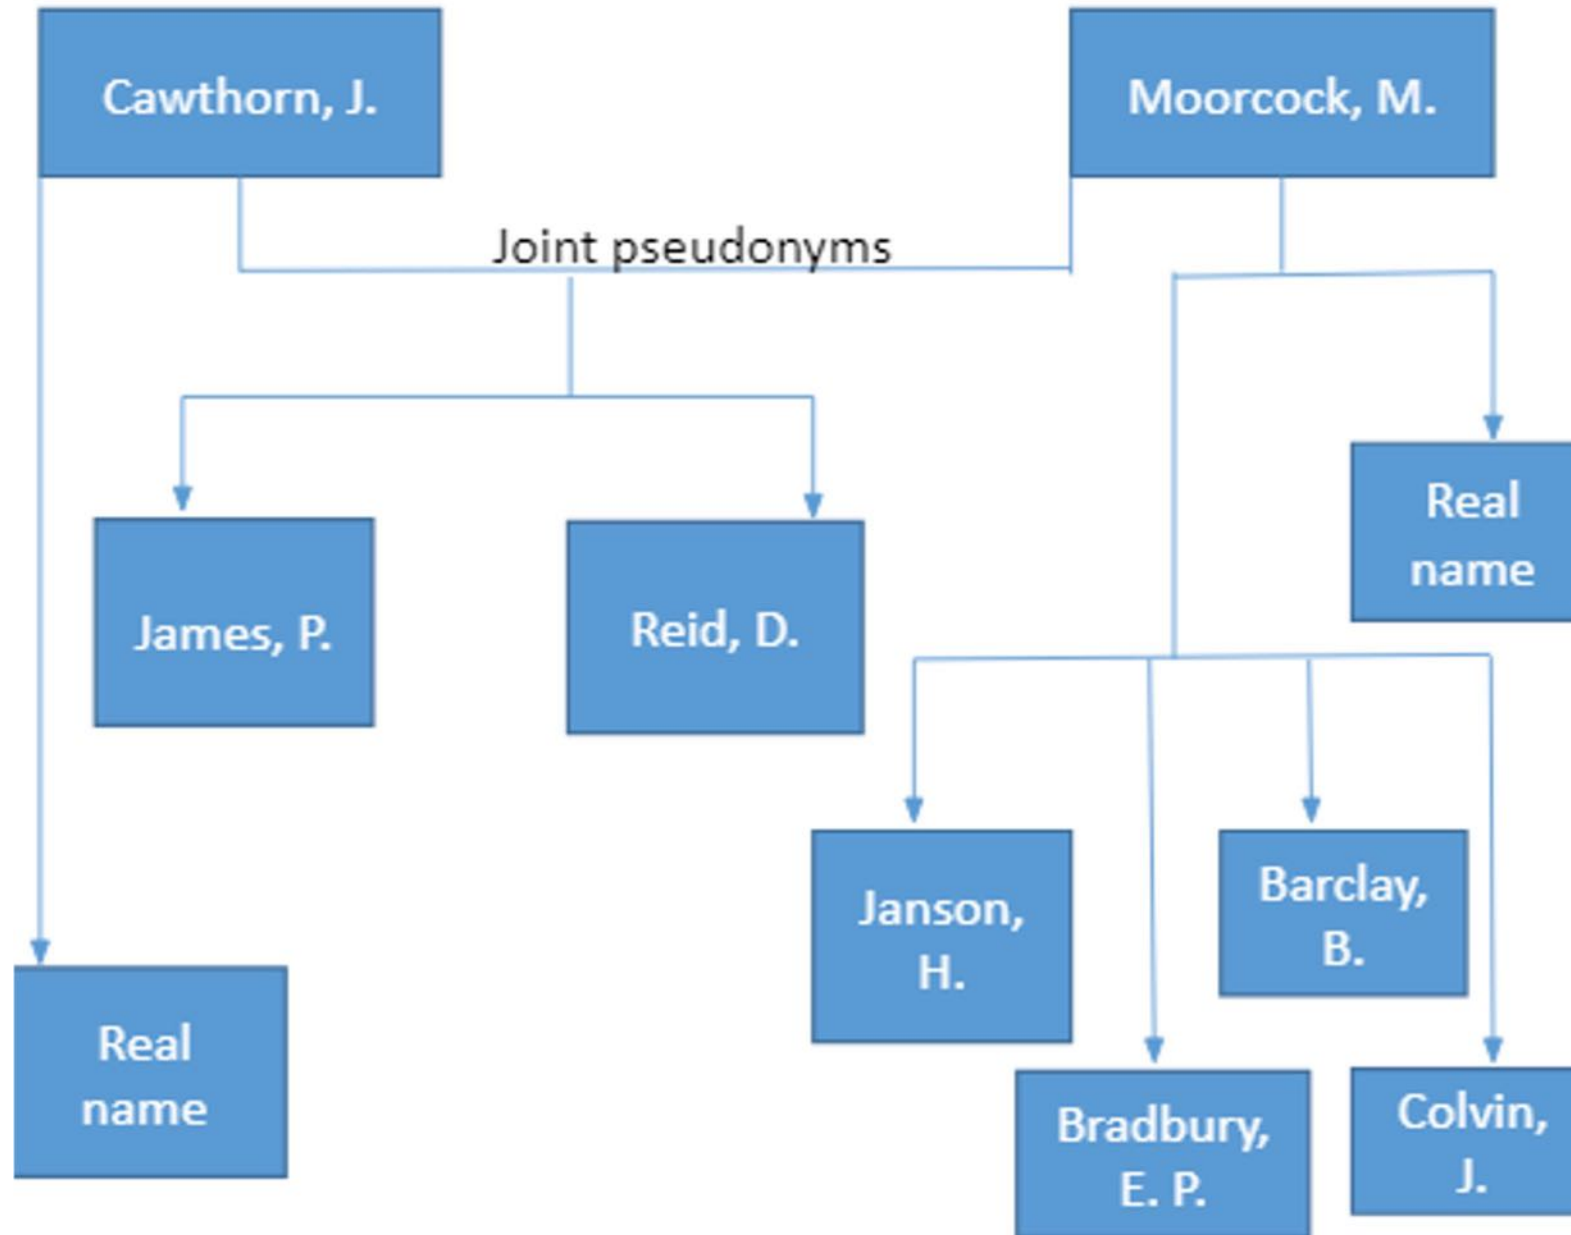 Cawthorn, J.
Moorcock, M.
Joint pseudonyms
Real
name
James, P.
Reid, D.
Janson,
H.
Barclay,
B.
Real
name
Bradbury,
E. P.
Colvin,
J.